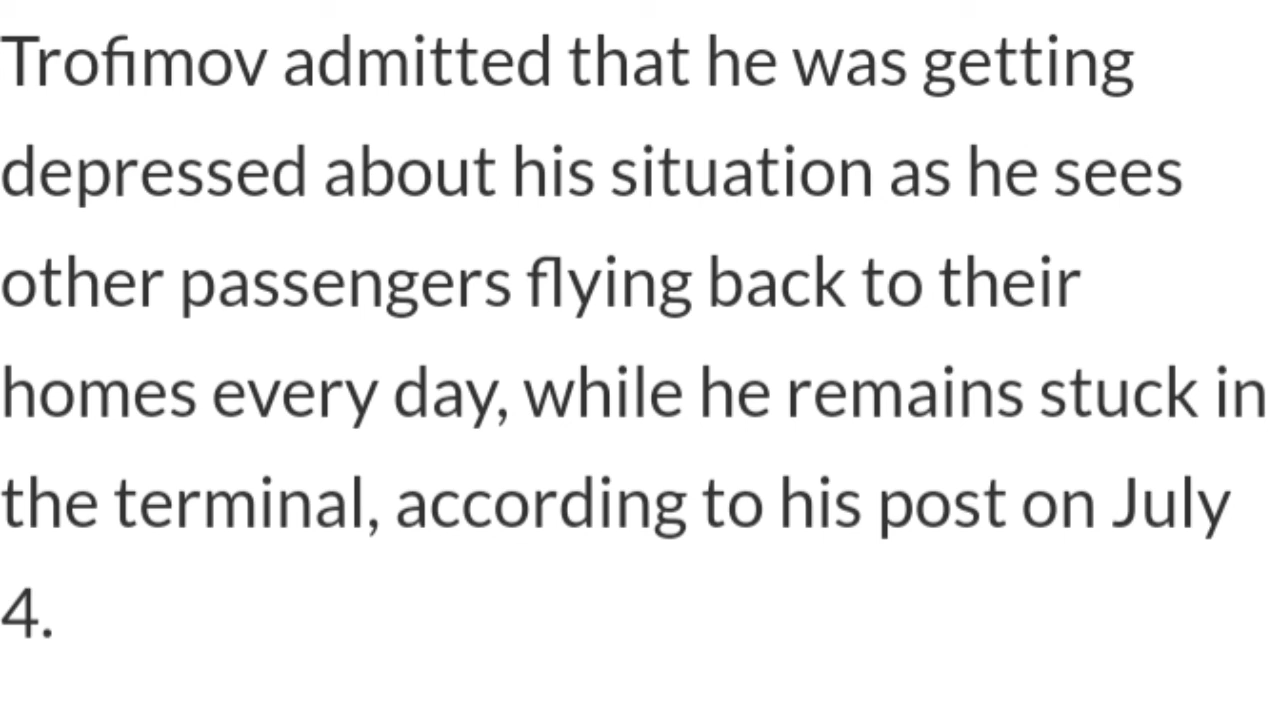 Trofimov admitted that he was getting
depressed about his situation as he sees
other passengers flying back to their
homes every day, while he remains stuck in
the terminal, according to his post on July
4.